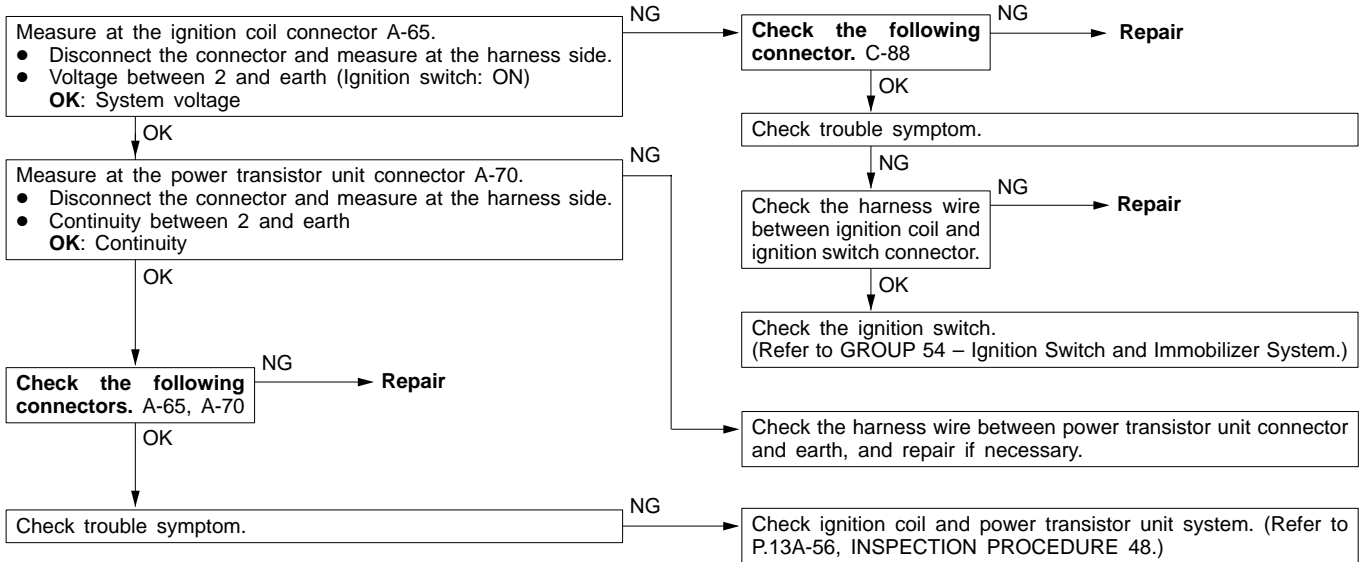 Measure at the ignition coil connector A-65.
● Disconnect the connector and measure at the harness side.
● Voltage between 2 and earth (Ignition switch: ON)
OK: System voltage
NG
Check the following
connector. C-88
NG
Repair
OK
Check trouble symptom.
NG
Check the harness wire
between ignition coil and
ignition switch connector.
NG
Repair
OK
Check the ignition switch.
(Refer to GROUP 54 – Ignition Switch and Immobilizer System.)
OK
Measure at the power transistor unit connector A-70.
● Disconnect the connector and measure at the harness side.
● Continuity between 2 and earth
OK: Continuity
NG
Check the harness wire between power transistor unit connector
and earth, and repair if necessary.
OK
Check the following
connectors. A-65, A-70
NG
Repair
OK
Check trouble symptom.
NG
Check ignition coil and power transistor unit system. (Refer to
P.13A-56, INSPECTION PROCEDURE 48.)